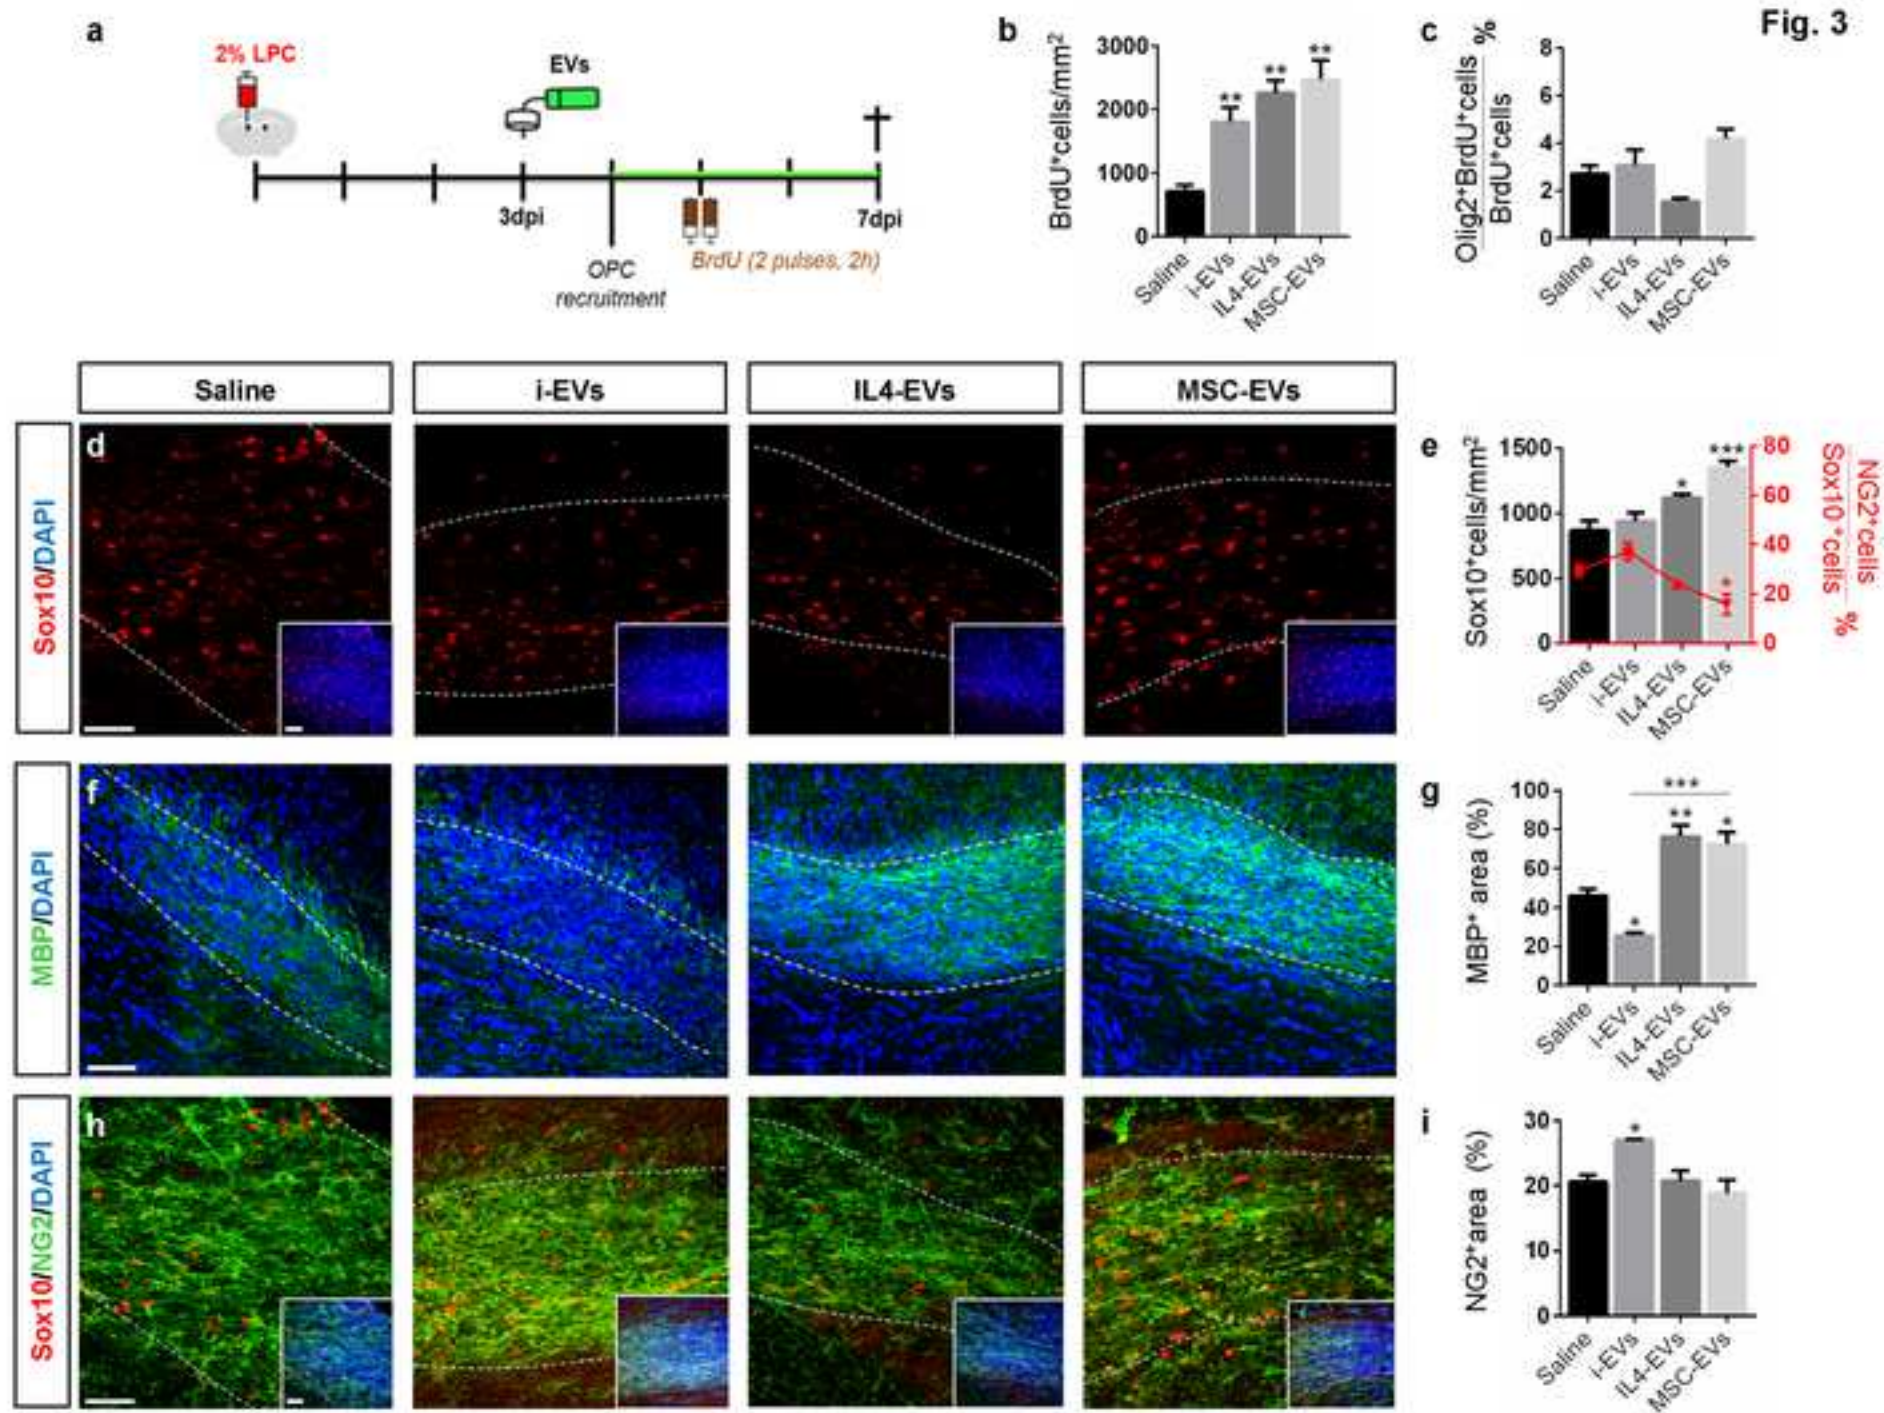 Fig. 3
a
2% LPC
EVs
3dpi
7dpi
OPC
recruitment
BrdU (2 pulses, 2h)
b
BrdU⁺cells/mm²
3000
2000
1000
0
**
**
**
Saline
i-EVs
IL4-EVs
MSC-EVs
c
Olig2⁺BrdU⁺cells %
BrdU⁺cells
8
6
4
2
0
Saline
i-EVs
IL4-EVs
MSC-EVs
Saline
i-EVs
IL4-EVs
MSC-EVs
Sox10/DAPI
d
e
Sox10⁺cells/mm²
1500
1000
500
0
*
***
*
80
60
40
20
0
NG2⁺cells
Sox10⁺cells %
Saline
i-EVs
IL4-EVs
MSC-EVs
MBP/DAPI
f
g
MBP⁺ area (%)
100
80
60
40
20
0
***
*
**
*
Saline
i-EVs
IL4-EVs
MSC-EVs
Sox10/NG2/DAPI
h
i
NG2⁺area (%)
30
20
10
0
*
Saline
i-EVs
IL4-EVs
MSC-EVs